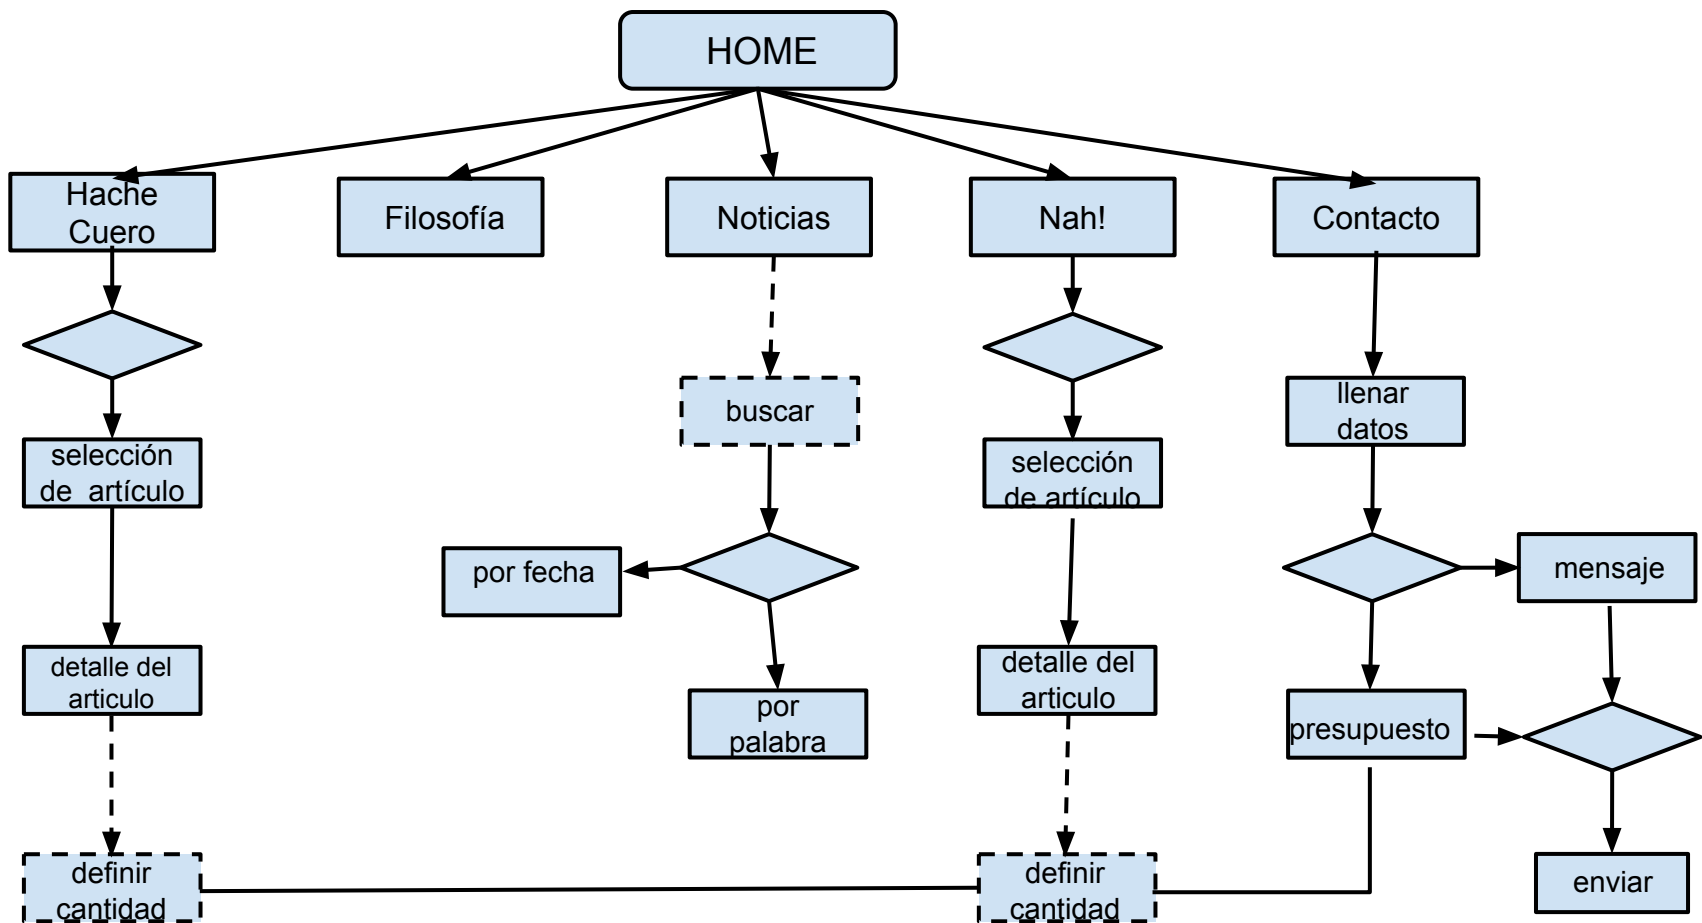 HOME
Hache
Cuero
Filosofía
Noticias
Nah!
Contacto
buscar
llenar
datos
selección
de artículo
selección
de artículo
por fecha
mensaje
detalle del
articulo
detalle del
articulo
por
palabra
presupuesto
definir
cantidad
definir
cantidad
enviar